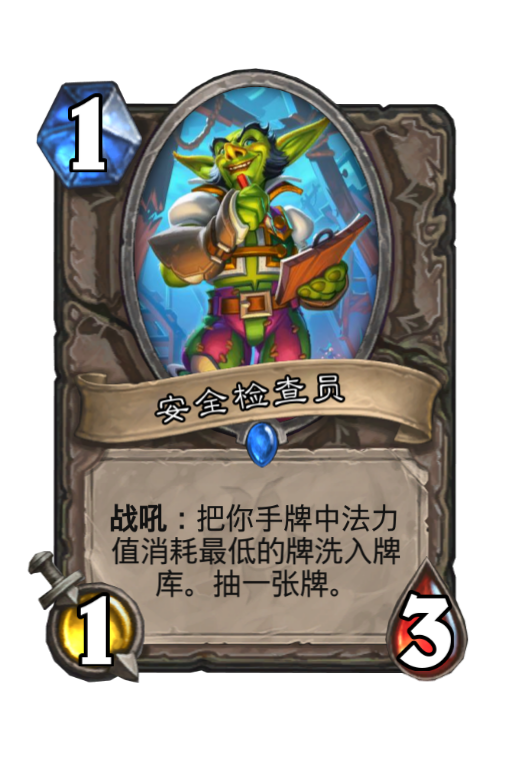 1
安全检查员
战吼：把你手牌中法力
值消耗最低的牌洗入牌
库。抽一张牌。
1
3